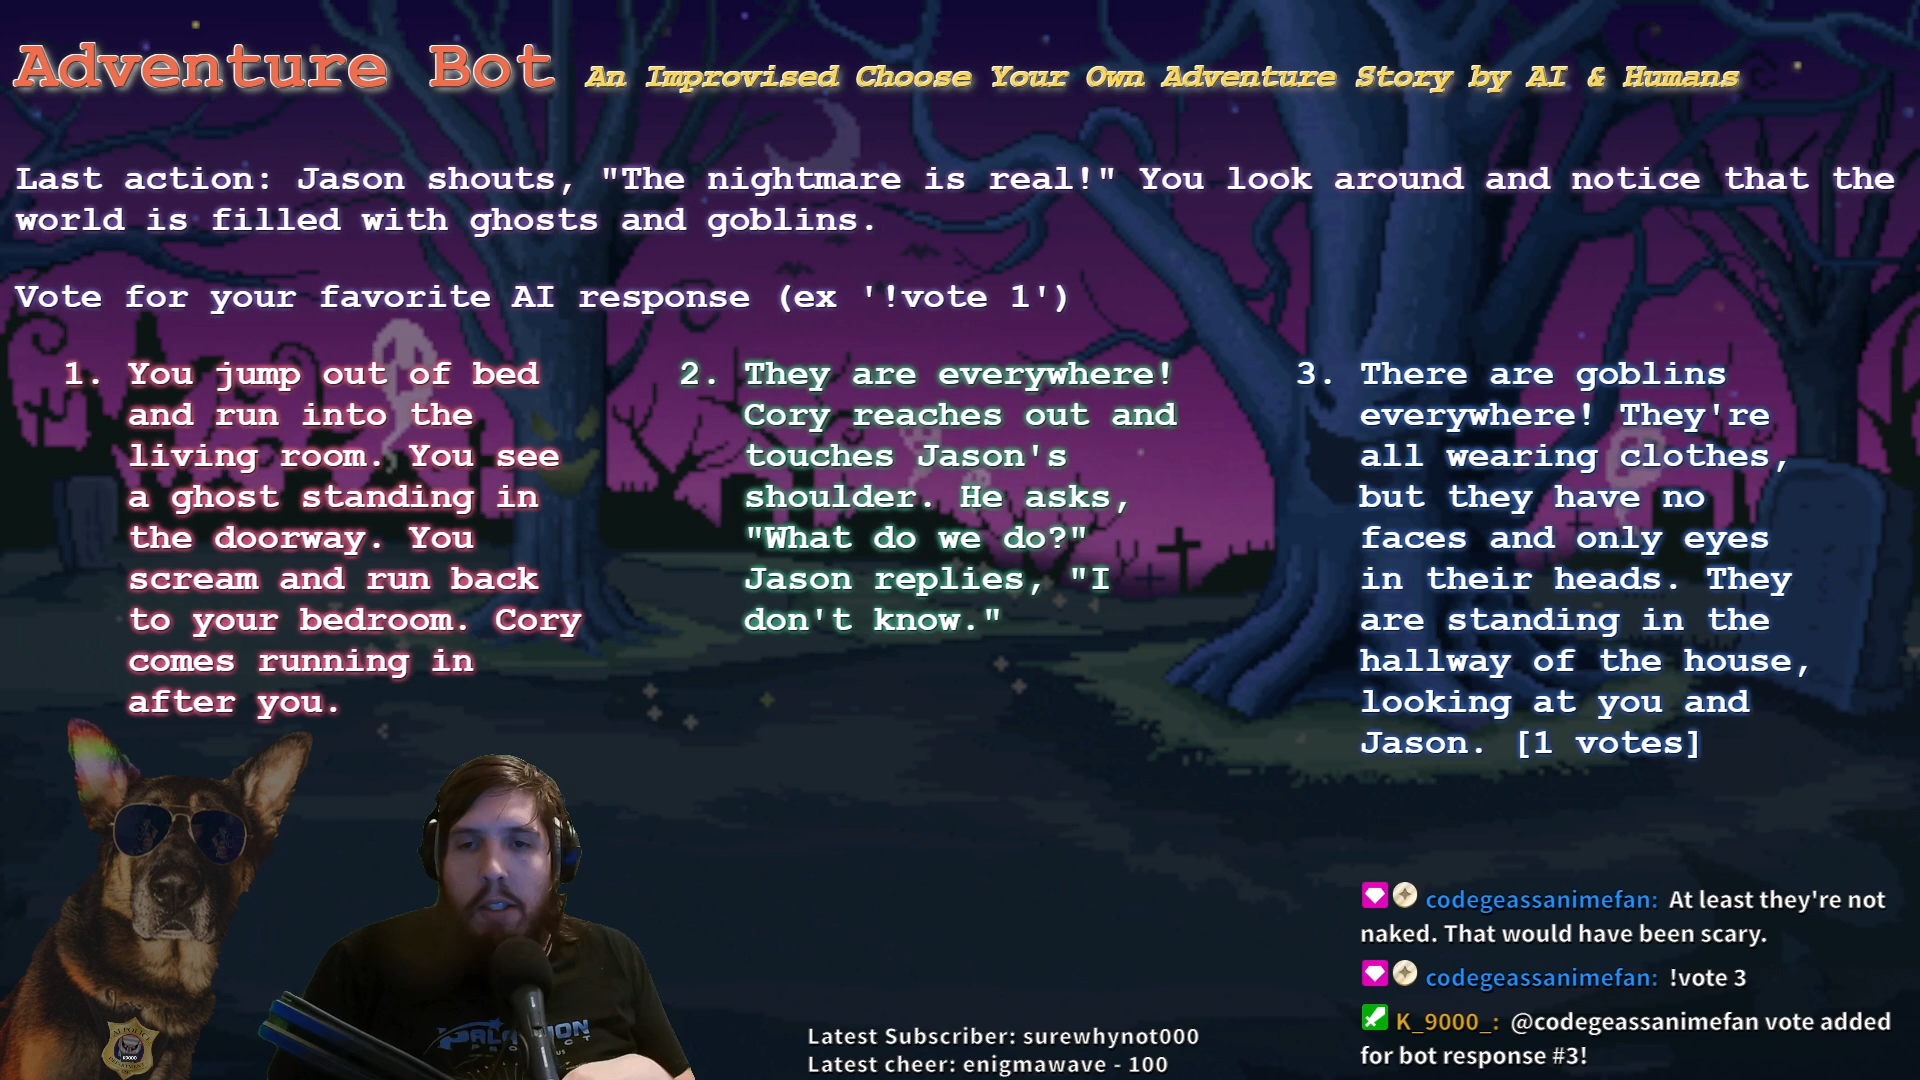 Adventure Bot An Improvised Choose Your Own Adventure Story by AI & Humans
Last action: Jason shouts, "The nightmare is real!" You look around and notice that the
world is filled with ghosts and goblins.
Vote for your favorite AI response (ex '!vote 1')
1. You jump out of bed
and run into the
living room. You see
a ghost standing in
the doorway. You
scream and run back
to your bedroom. Cory
comes running in
after you.
2. They are everywhere!
Cory reaches out and
touches Jason's
shoulder. He asks,
"What do we do?"
Jason replies, "I
don't know."
3. There are goblins
everywhere! They're
all wearing clothes,
but they have no
faces and only eyes
in their heads. They
are standing in the
hallway of the house,
looking at you and
Jason. [1 votes]
codegeassanimefan: At least they're not
naked. That would have been scary.
codegeassanimefan: !vote 3
K_9000_: @codegeassanimefan vote added
for bot response #3!
Latest Subscriber: surewhynot000
Latest cheer: enigmawave - 100